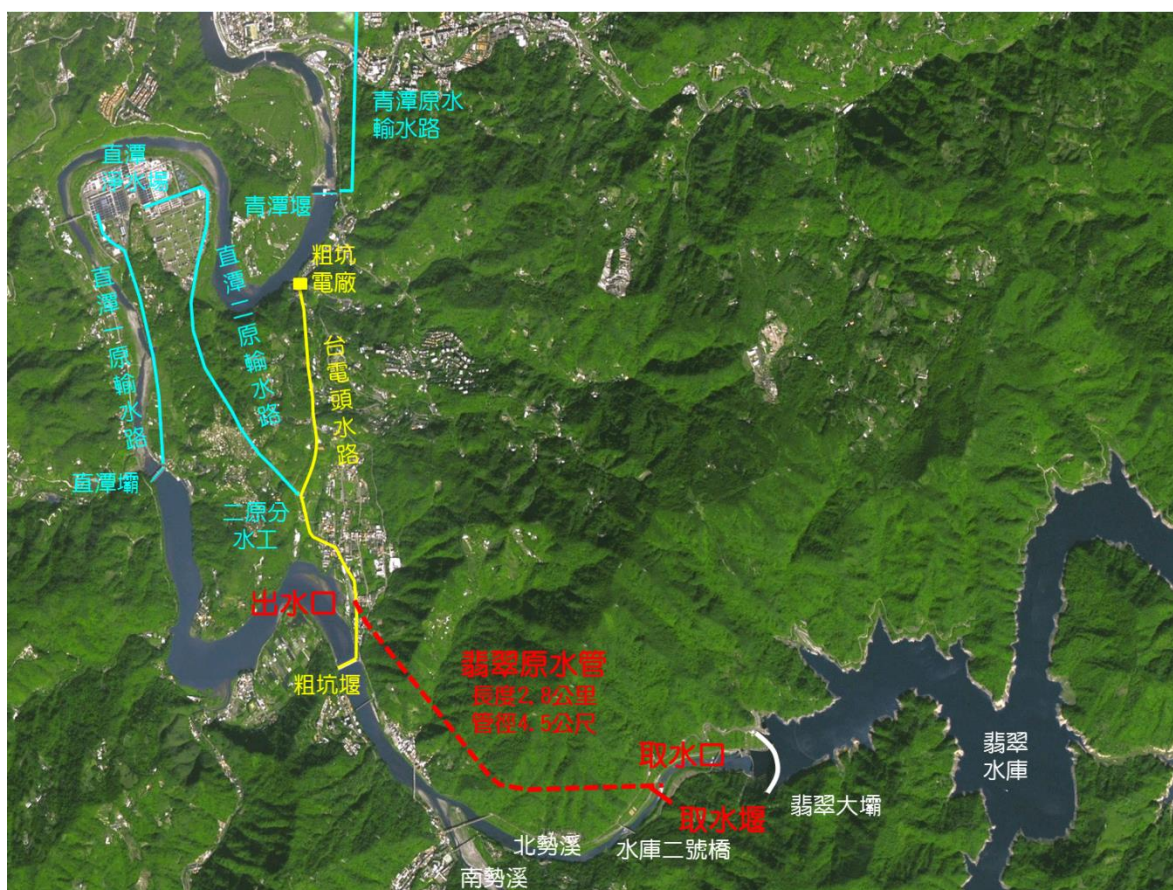 青潭原水
輸水路
直潭
淨水場
青潭堰
粗坑
電廠
直潭一原輸水路
直潭二原輸水路
台電頭水路
直潭壩
二原分
水工
出水口
粗坑堰
翡翠原水管
長度2.8公里
管徑4.5公尺
取水口
取水堰
翡翠
水庫
翡翠大壩
北勢溪
水庫二號橋
南勢溪